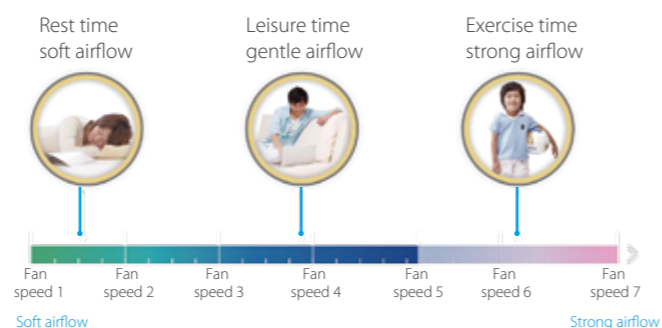 Rest time
soft airflow
Leisure time
gentle airflow
Exercise time
strong airflow
Fan
speed 1
Fan
speed 2
Fan
speed 3
Fan
speed 4
Fan
speed 5
Fan
speed 6
Fan
speed 7
Soft airflow
Strong airflow